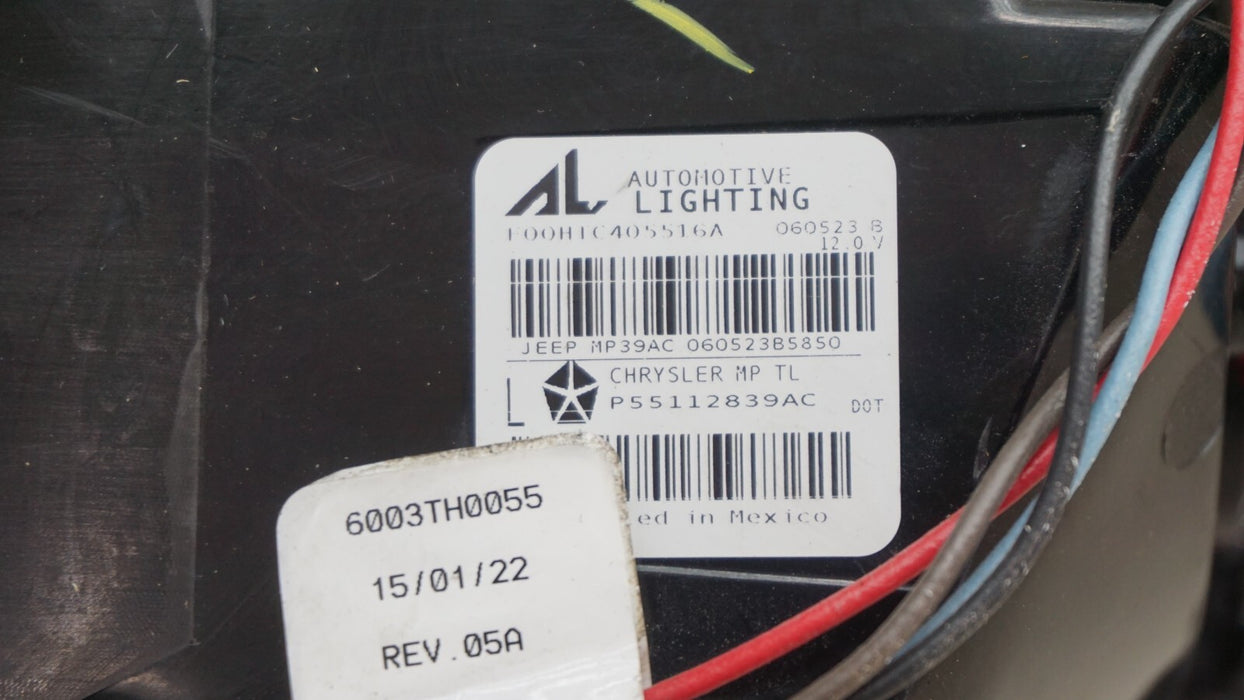 AL AUTOMOTIVE
LIGHTING
F00HTC405516A 060523 B
12.0 V
JEEP MP39AC 060523B5850
L CHRYSLER MP TL
P55112839AC DOT
ed in Mexico
6003TH0055
15/01/22
REV.05A